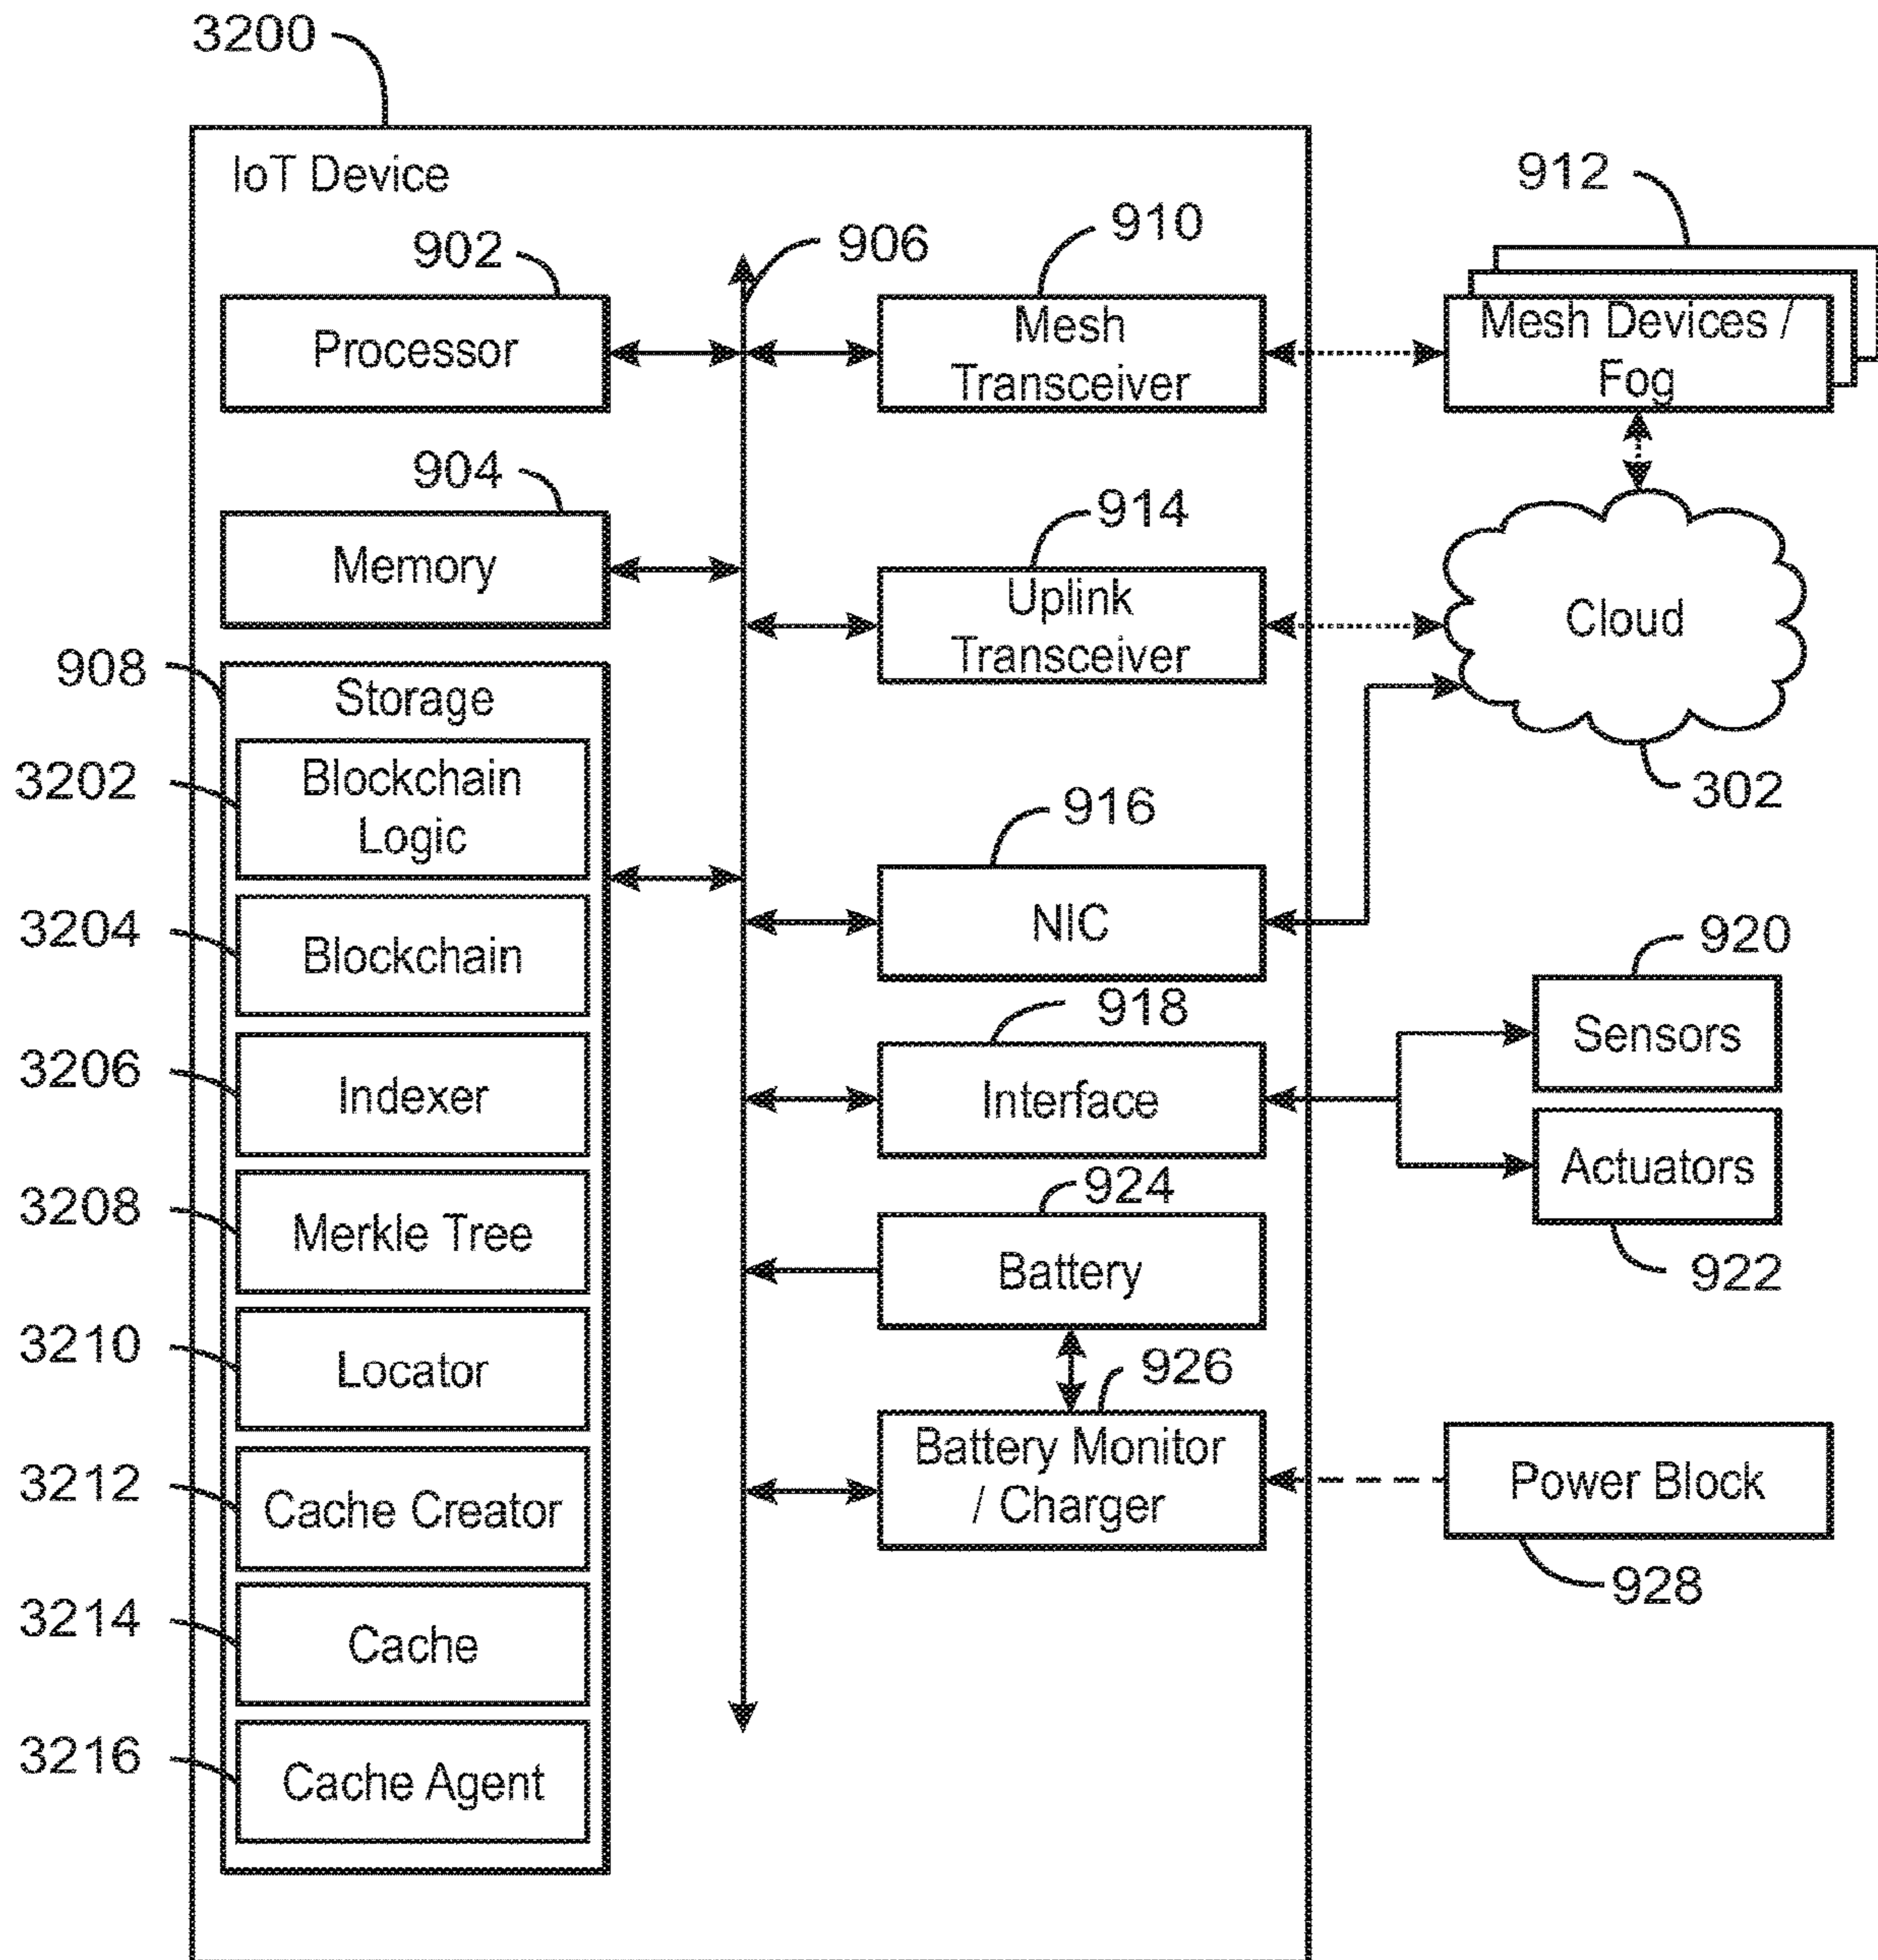 3200
IoT Device
912
902
906
910
Processor
Mesh
Transceiver
Mesh Devices /
Fog
904
914
Memory
Uplink
Transceiver
Cloud
908
Storage
302
3202
Blockchain
Logic
916
NIC
3204
Blockchain
920
Sensors
918
3206
Indexer
Interface
Actuators
922
924
3208
Merkle Tree
Battery
3210
Locator
926
Battery Monitor
/ Charger
Power Block
928
3212
Cache Creator
3214
Cache
3216
Cache Agent